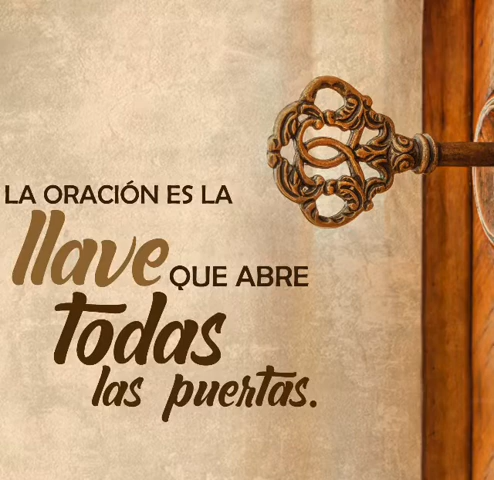 LA ORACIÓN ES LA
llave QUE ABRE
todas
las puertas.